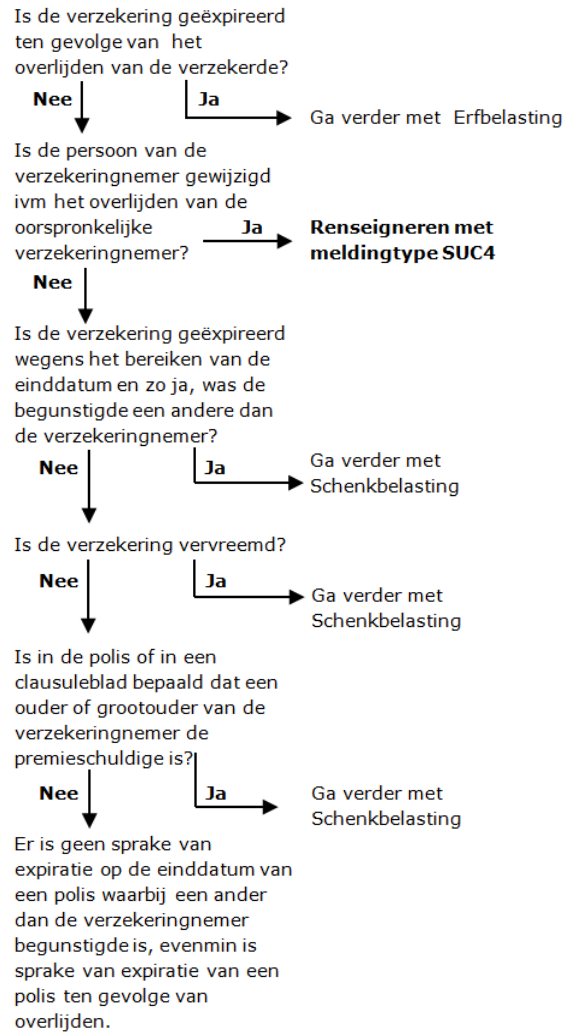 Is de verzekering geëxpireerd
ten gevolge van het
overlijden van de verzekerde?
Nee
Ja
Ga verder met Erfbelasting
Is de persoon van de
verzekeringnemer gewijzigd
ivm het overlijden van de
oorspronkelijke
verzekeringnemer?
Ja
Renseigneren met
meldingtype SUC4
Nee
Is de verzekering geëxpireerd
wegens het bereiken van de
einddatum en zo ja, was de
begunstigde een andere dan
de verzekeringnemer?
Nee
Ja
Ga verder met
Schenkbelasting
Is de verzekering vervreemd?
Nee
Ja
Ga verder met
Schenkbelasting
Is in de polis of in een
clausuleblad bepaald dat een
ouder of grootouder van de
verzekeringnemer de
premieschuldige is?
Nee
Ja
Ga verder met
Schenkbelasting
Er is geen sprake van
expiratie op de einddatum van
een polis waarbij een ander
dan de verzekeringnemer
begunstigde is, evenmin is
sprake van expiratie van een
polis ten gevolge van
overlijden.